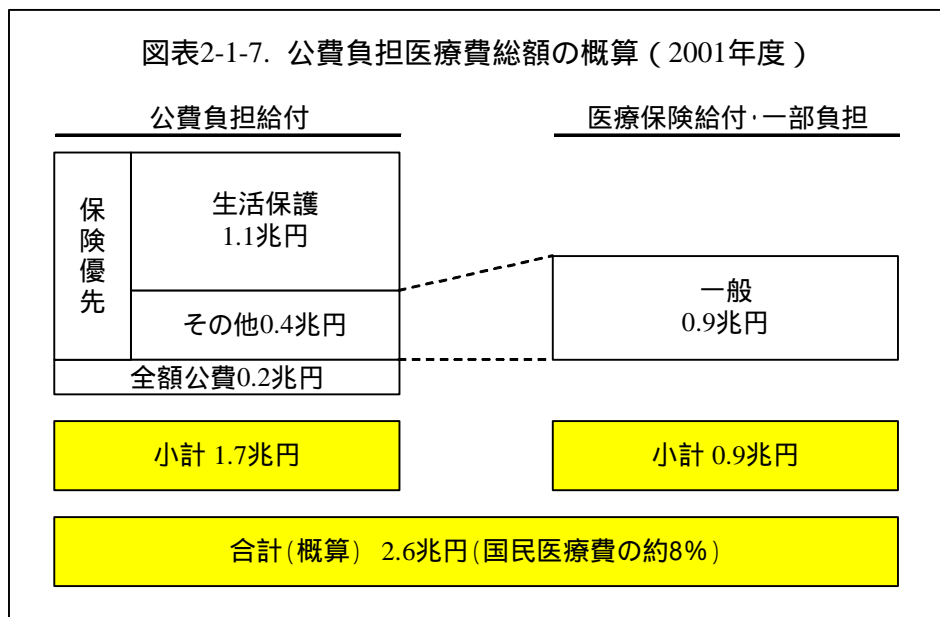 図表2-1-7. 公費負担医療費総額の概算（2001年度）
公費負担給付
医療保険給付･一部負担
保険優先
生活保護
1.1兆円
その他0.4兆円
全額公費0.2兆円
一般
0.9兆円
小計 1.7兆円
小計 0.9兆円
合計(概算) 2.6兆円(国民医療費の約8%)